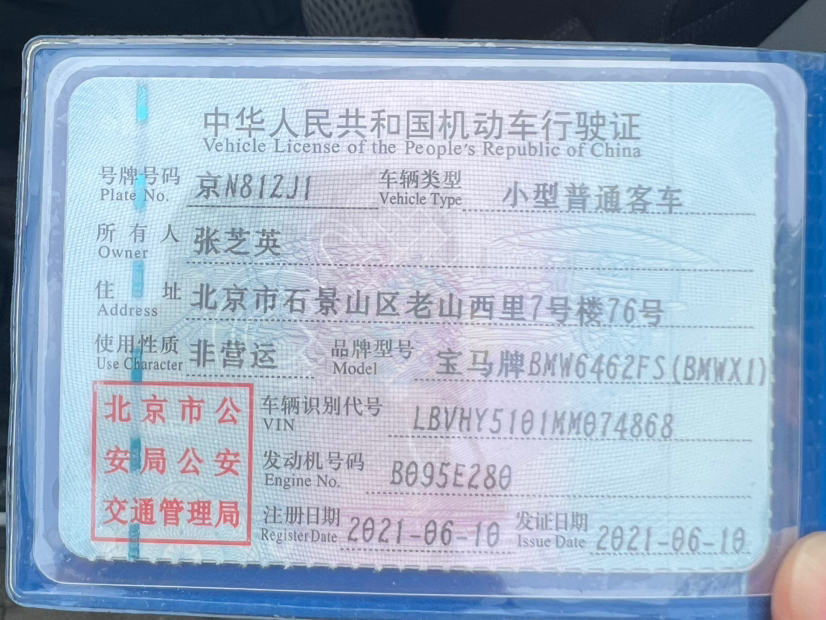 中华人民共和国机动车行驶证
Vehicle License of the People's Republic of China
号牌号码 京N812J1 车辆类型 小型普通客车
Plate No. Vehicle Type
所有人 张芝英
Owner
住址 北京市石景山区老山西里7号楼76号
Address
使用性质 非营运 品牌型号 宝马牌BMW6462FS(BMWX1)
Use Character Model
北京市公
安局公安
交通管理局
车辆识别代号 LBVHY5101MM074868
VIN
发动机号码 B095E280
Engine No.
注册日期 2021-06-10 发证日期 2021-06-10
Register Date Issue Date